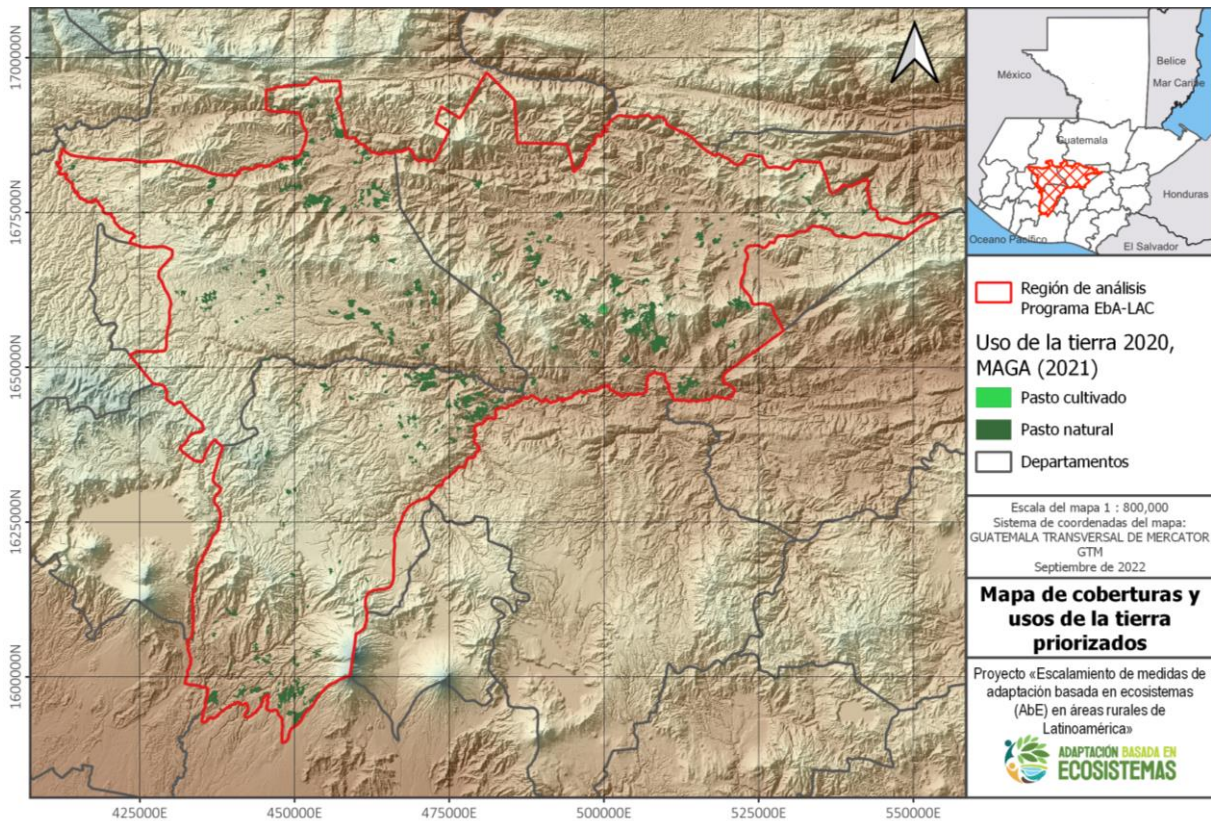 1700000N
1675000N
1650000N
1625000N
1600000N
425000E
450000E
475000E
500000E
525000E
550000E
México
Belice
Mar Caribe
Guatemala
Honduras
Oceano Pacífico
El Salvador
Región de análisis
Programa EbA-LAC
Uso de la tierra 2020,
MAGA (2021)
Pasto cultivado
Pasto natural
Departamentos
Escala del mapa 1 : 800,000
Sistema de coordenadas del mapa:
GUATEMALA TRANSVERSAL DE MERCATOR
GTM
Septiembre de 2022
Mapa de coberturas y
usos de la tierra
priorizados
Proyecto «Escalamiento de medidas de
adaptación basada en ecosistemas
(AbE) en áreas rurales de
Latinoamérica»
ADAPTACIÓN BASADA EN
ECOSISTEMAS